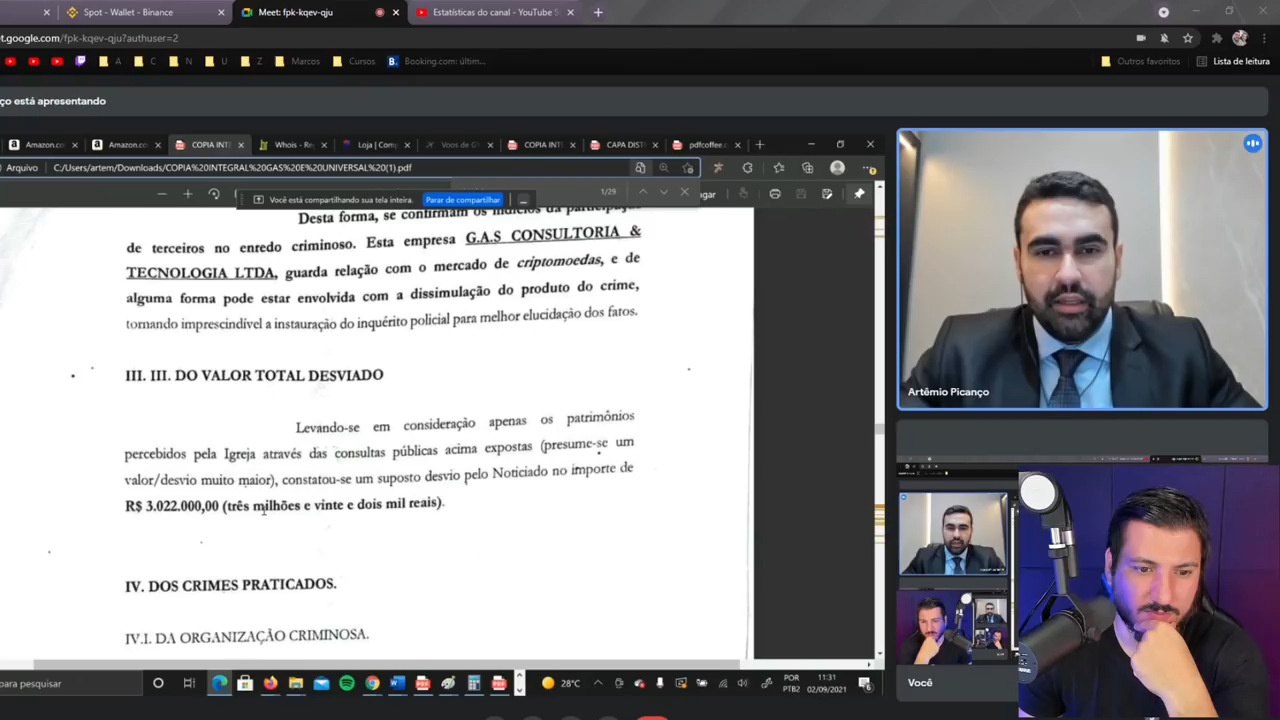 Spot - Wallet - Binance
Meet: fpk-kqev-qju
Estatísticas do canal - YouTube S
et.google.com/fpk-kqev-qju?authuser=2
A
C
N
U
Z
Marcos
Cursos
B. Booking.com: últim...
Outros favoritos
Lista de leitura
ço está apresentando
Amazon.co
Amazon.co
COPIA INTE
Whois - Re
Loja | Comp
Voos de G
COPIA INT
CAPA DIST
pdfcoffee.c
Arquivo
C:/Users/artem/Downloads/COPIA%20INTEGRAL%20GAS%20E%20UNIVERSAL%20(1).pdf
1/29
Você está compartilhando sua tela inteira.
Parar de compartilhar
Desta forma, se confirmam os indícios da participação
de terceiros no enredo criminoso. Esta empresa G.A.S CONSULTORIA &
TECNOLOGIA LTDA, guarda relação com o mercado de criptomoedas, e de
alguma forma pode estar envolvida com a dissimulação do produto do crime,
tornando imprescindível a instauração do inquérito policial para melhor elucidação dos fatos.
III. III. DO VALOR TOTAL DESVIADO
Levando-se em consideração apenas os patrimônios
percebidos pela Igreja através das consultas públicas acima expostas (presume-se um
valor/desvio muito maior), constatou-se um suposto desvio pelo Noticiado no importe de
R$ 3.022.000,00 (três milhões e vinte e dois mil reais).
IV. DOS CRIMES PRATICADOS.
IV.I. DA ORGANIZAÇÃO CRIMINOSA.
Artêmio Picanço
Você
para pesquisar
28°C
POR
PTB2
11:31
02/09/2021
6